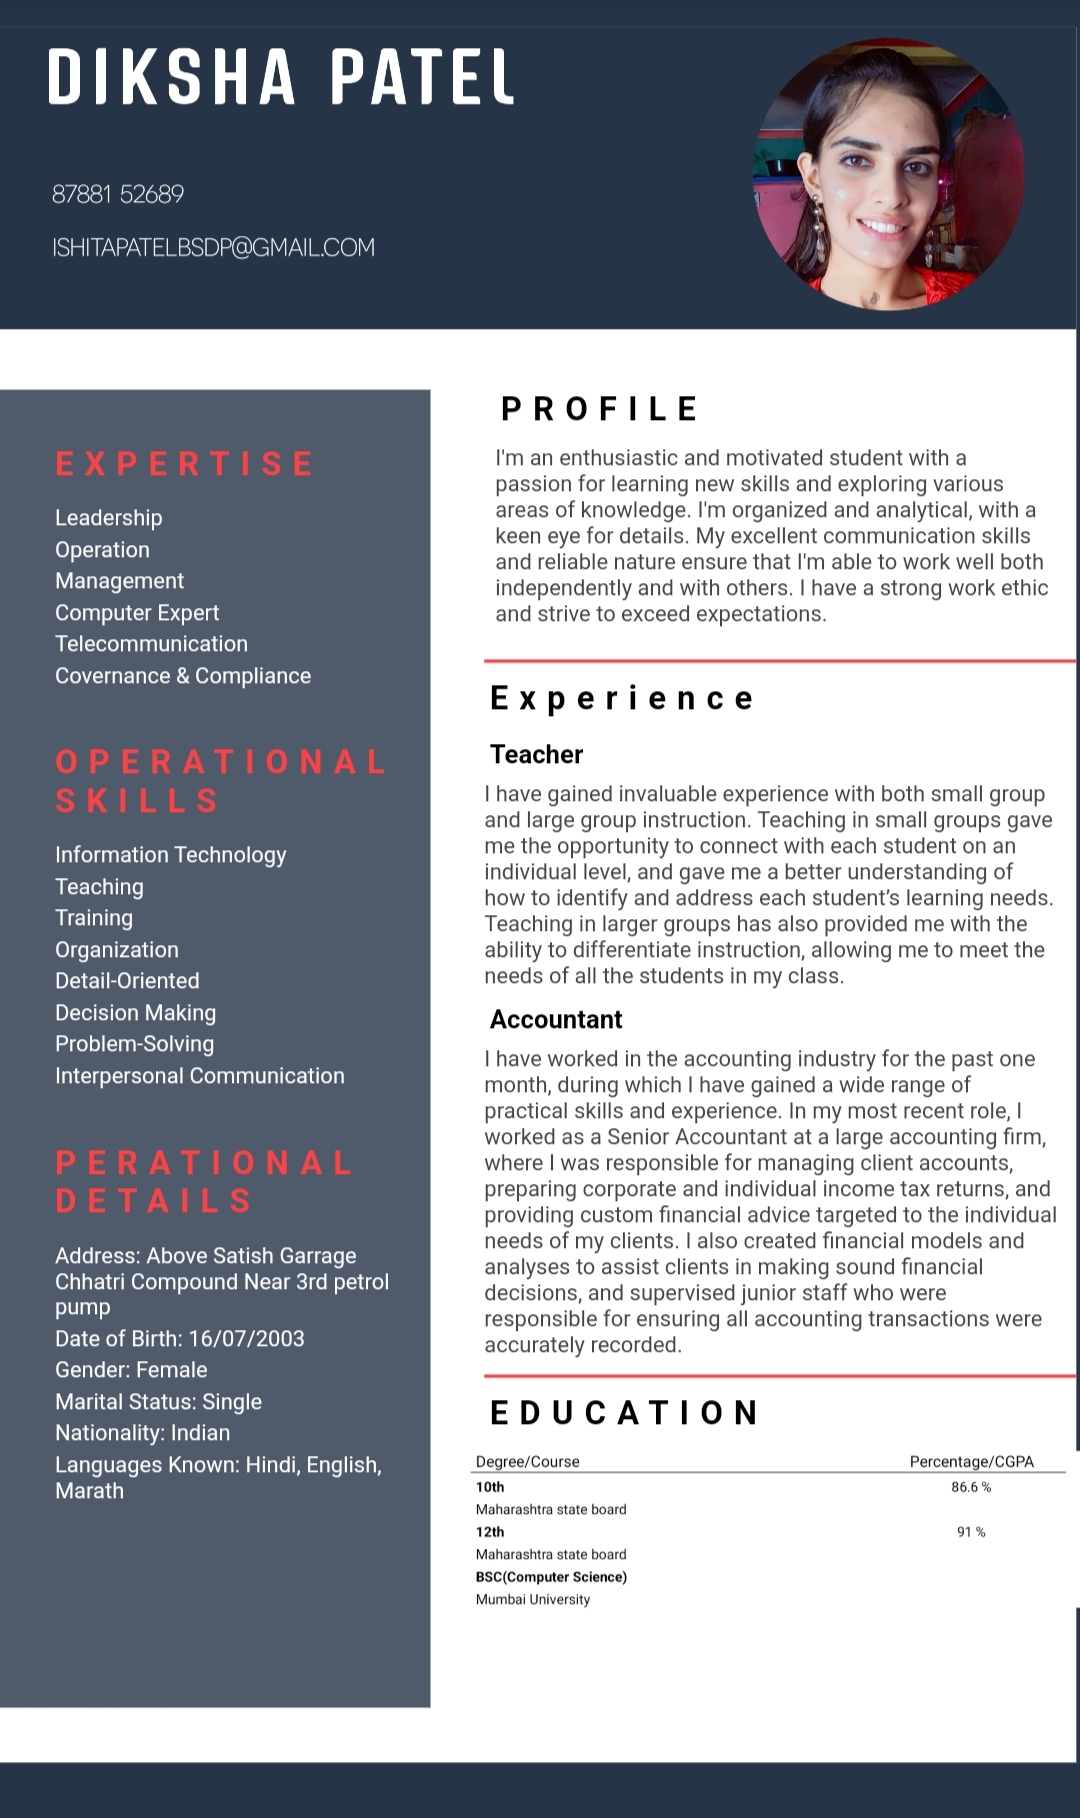 DIKSHA PATEL
87881 52689
ISHITAPATELBSDP@GMAIL.COM
EXPERTISE
Leadership
Operation
Management
Computer Expert
Telecommunication
Covernance & Compliance
OPERATIONAL
SKILLS
Information Technology
Teaching
Training
Organization
Detail-Oriented
Decision Making
Problem-Solving
Interpersonal Communication
PERATIONAL
DETAILS
Address: Above Satish Garrage
Chhatri Compound Near 3rd petrol
pump
Date of Birth: 16/07/2003
Gender: Female
Marital Status: Single
Nationality: Indian
Languages Known: Hindi, English,
Marath
PROFILE
I'm an enthusiastic and motivated student with a
passion for learning new skills and exploring various
areas of knowledge. I'm organized and analytical, with a
keen eye for details. My excellent communication skills
and reliable nature ensure that I'm able to work well both
independently and with others. I have a strong work ethic
and strive to exceed expectations.
Experience
Teacher
I have gained invaluable experience with both small group
and large group instruction. Teaching in small groups gave
me the opportunity to connect with each student on an
individual level, and gave me a better understanding of
how to identify and address each student’s learning needs.
Teaching in larger groups has also provided me with the
ability to differentiate instruction, allowing me to meet the
needs of all the students in my class.
Accountant
I have worked in the accounting industry for the past one
month, during which I have gained a wide range of
practical skills and experience. In my most recent role, I
worked as a Senior Accountant at a large accounting firm,
where I was responsible for managing client accounts,
preparing corporate and individual income tax returns, and
providing custom financial advice targeted to the individual
needs of my clients. I also created financial models and
analyses to assist clients in making sound financial
decisions, and supervised junior staff who were
responsible for ensuring all accounting transactions were
accurately recorded.
EDUCATION
Degree/Course Percentage/CGPA
10th 86.6 %
Maharashtra state board
12th 91 %
Maharashtra state board
BSC(Computer Science)
Mumbai University